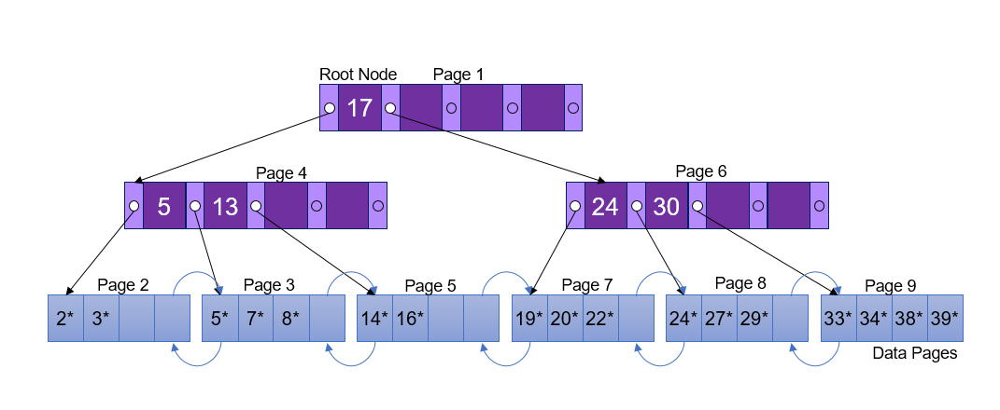 Root Node Page 1
17
Page 4 Page 6
5 13 24 30
Page 2 Page 3 Page 5 Page 7 Page 8 Page 9
2* 3* 5* 7* 8* 14* 16* 19* 20* 22* 24* 27* 29* 33* 34* 38* 39*
Data Pages